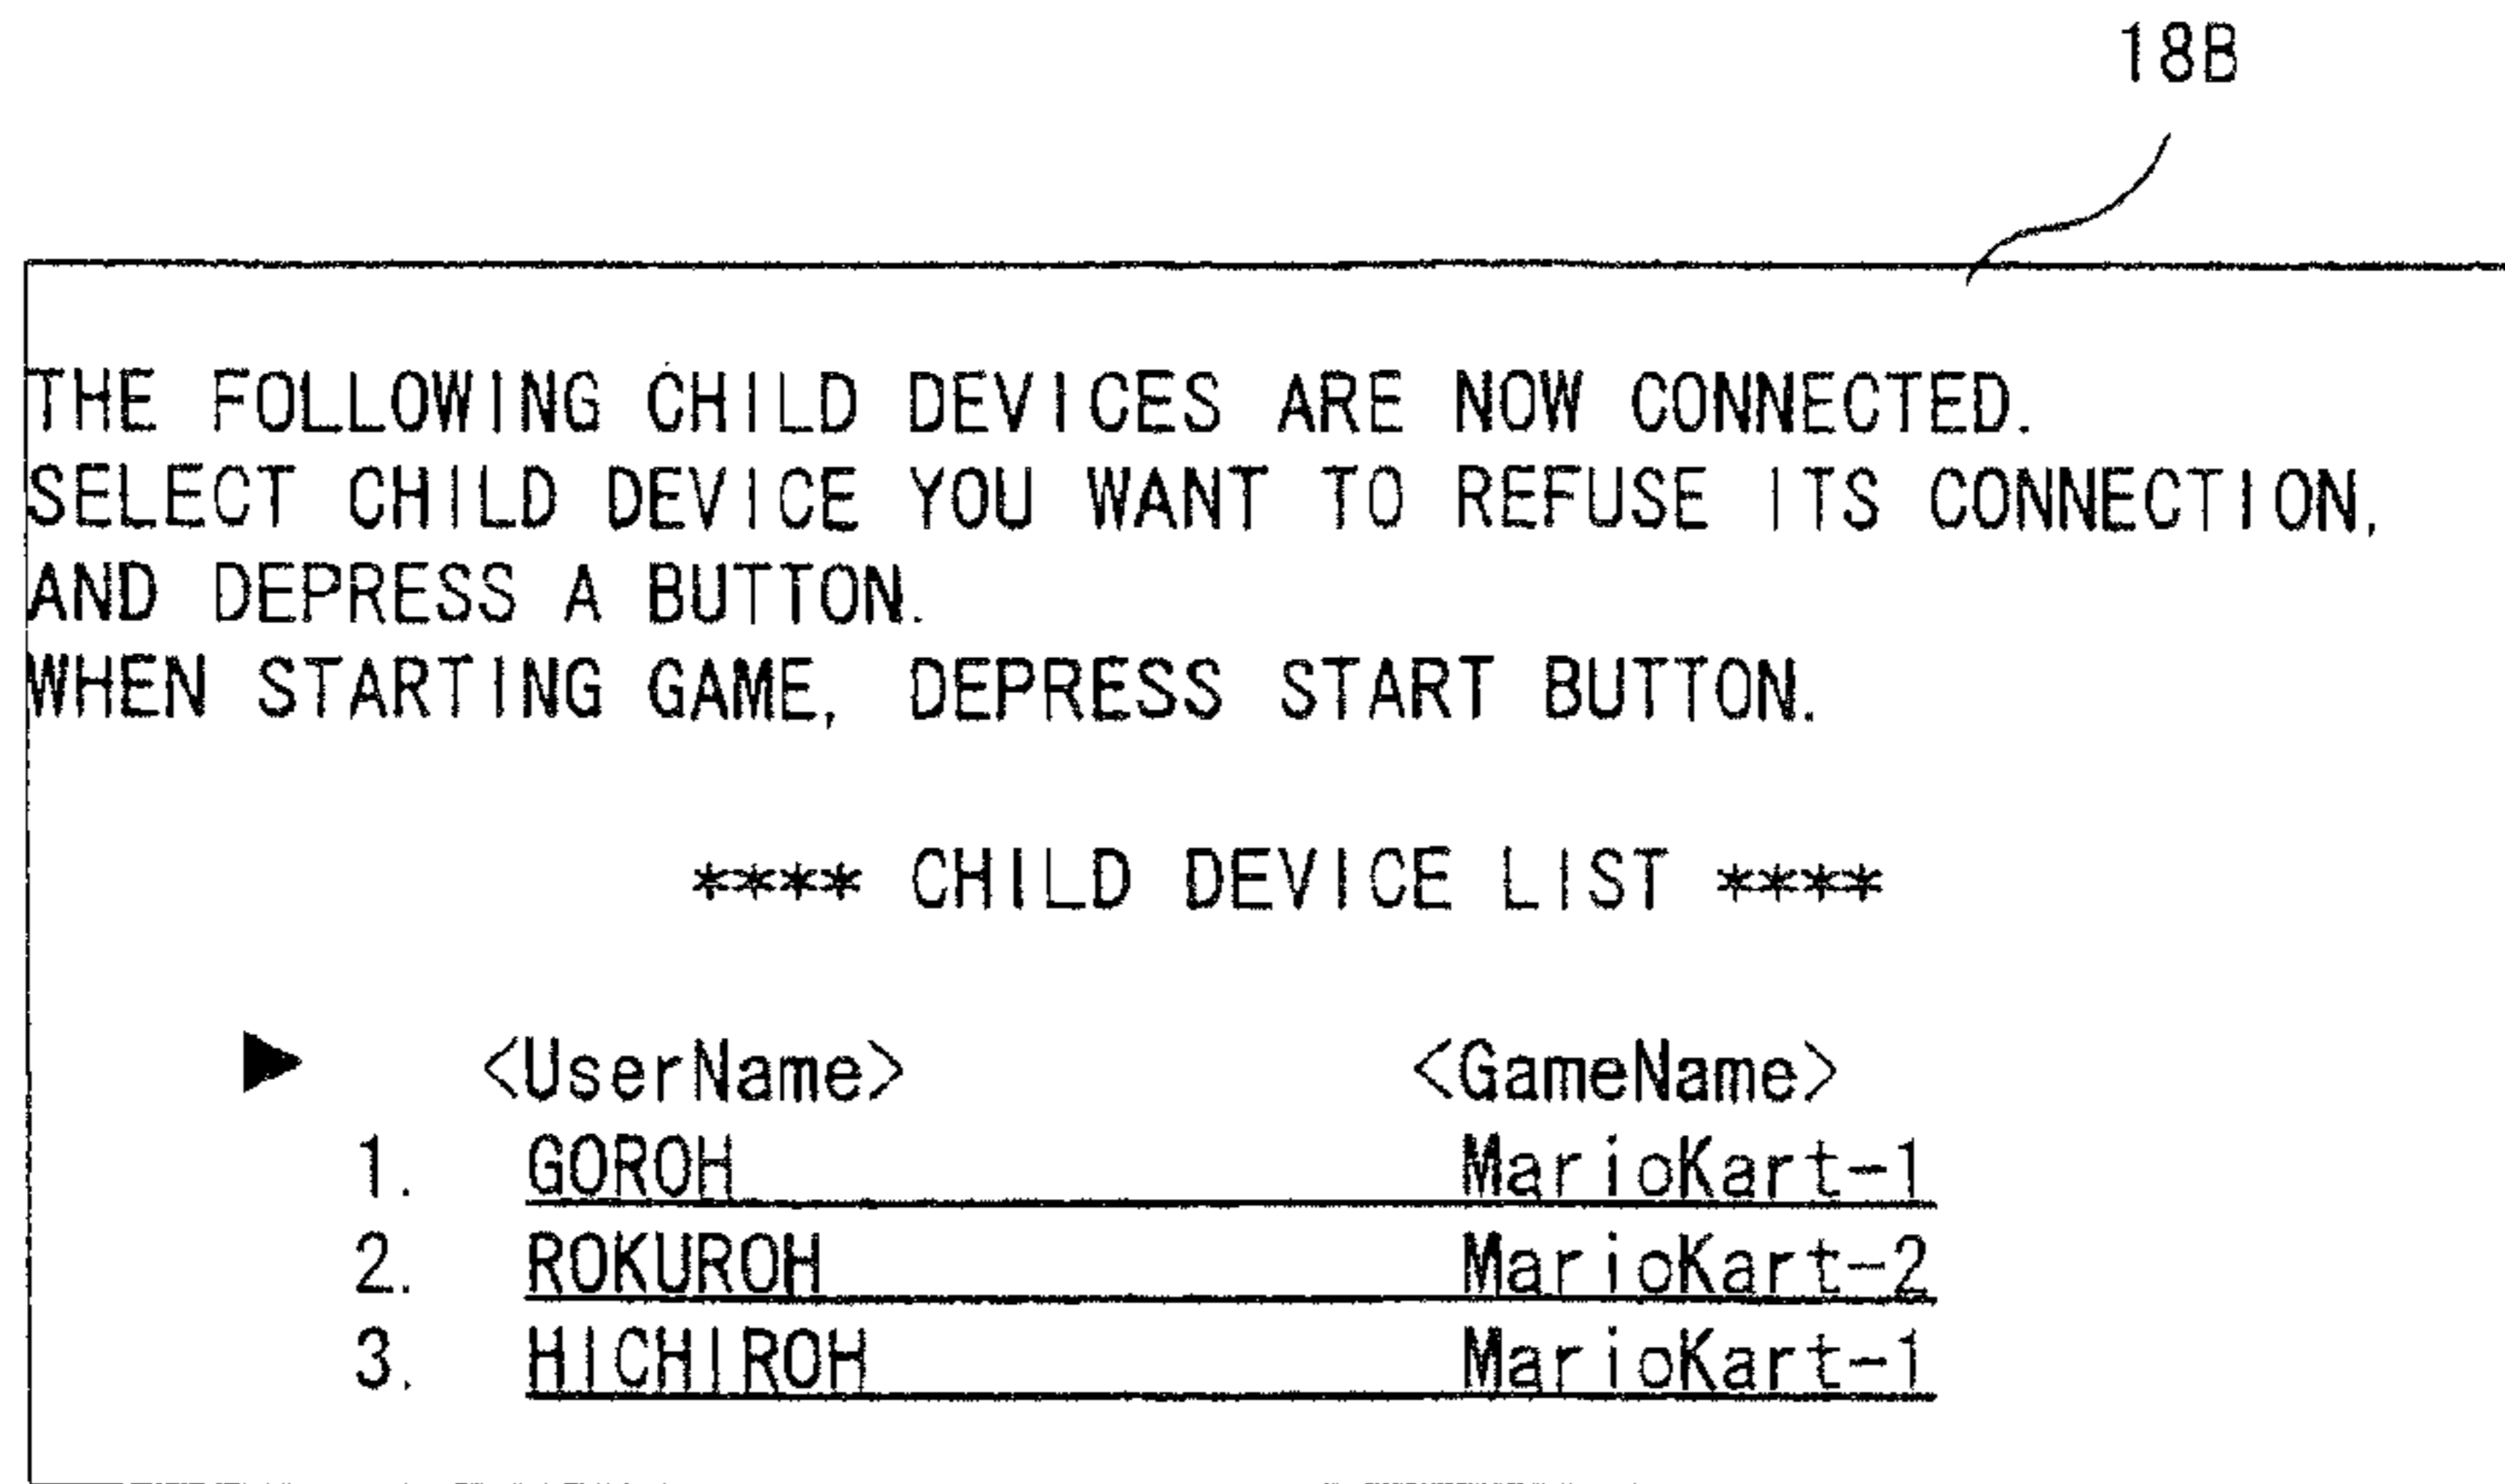 18B
THE FOLLOWING CHILD DEVICES ARE NOW CONNECTED.
SELECT CHILD DEVICE YOU WANT TO REFUSE ITS CONNECTION,
AND DEPRESS A BUTTON.
WHEN STARTING GAME, DEPRESS START BUTTON.
**** CHILD DEVICE LIST ****
▶ <UserName> <GameName>
1. GOROH MarioKart-1
2. ROKUROH MarioKart-2
3. HICHIROH MarioKart-1